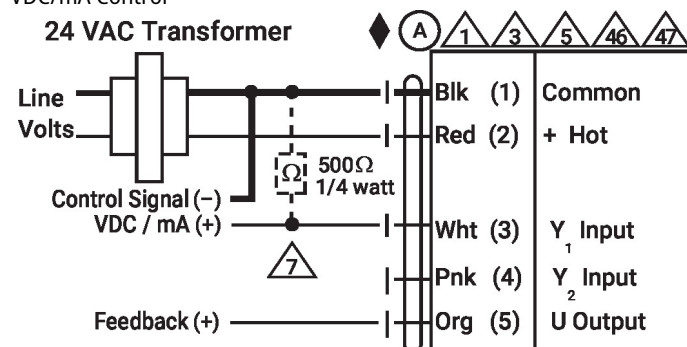 VDC/mA Control
24 VAC Transformer
A 1 3 5 46 47
Line Volts
Blk (1) Common
Red (2) + Hot
Ω 500Ω 1/4 watt
Control Signal (–)
VDC / mA (+)
Wht (3) Y1 Input
7
Pnk (4) Y2 Input
Feedback (+)
Org (5) U Output